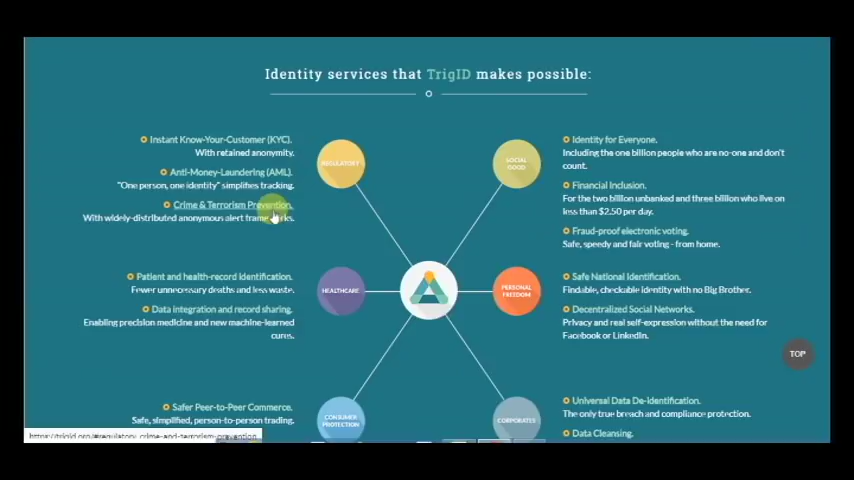 Identity services that TrigID makes possible:
Instant Know-Your-Customer (KYC).
With retained anonymity.
Anti-Money-Laundering (AML).
"One person, one identity" simplifies tracking.
Crime & Terrorism Prevention.
With widely-distributed anonymous alert
REGULATORY
SOCIAL
GOOD
Identity for Everyone.
Including the one billion people who are no-one and don't
count.
Financial Inclusion.
For the two billion unbanked and three billion who live on
less than $2.50 per day.
Fraud-proof electronic voting.
Safe, speedy and fair voting - from home.
Patient and health-record identification.
Fewer unnecessary deaths and less waste.
Data integration and record sharing.
Enabling precision medicine and new machine-learned
cures.
HEALTHCARE
PERSONAL
FREEDOM
Safe National Identification.
Findable, checkable identity with no Big Brother.
Decentralized Social Networks.
Privacy and real self-expression without the need for
Facebook or LinkedIn.
TOP
Safer Peer-to-Peer Commerce.
Safe, simplified, person-to-person trading.
CONSUMER
PROTECTION
CORPORATES
Universal Data De-identification.
The only true breach and compliance protection.
Data Cleansing.